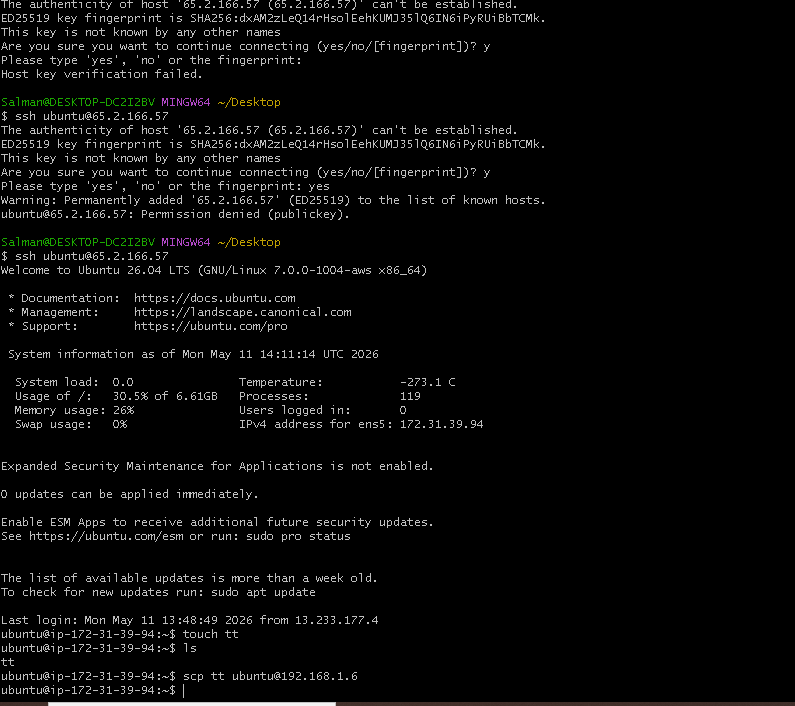 The authenticity of host '65.2.166.57 (65.2.166.57)' can't be established.
ED25519 key fingerprint is SHA256:dxAM2zLeQ14rHsolEehKUMJ35lQ6IN6iPyRUiBbTCMk.
This key is not known by any other names
Are you sure you want to continue connecting (yes/no/[fingerprint])? y
Please type 'yes', 'no' or the fingerprint:
Host key verification failed.

Salman@DESKTOP-DC2I2BV MINGW64 ~/Desktop
$ ssh ubuntu@65.2.166.57
The authenticity of host '65.2.166.57 (65.2.166.57)' can't be established.
ED25519 key fingerprint is SHA256:dxAM2zLeQ14rHsolEehKUMJ35lQ6IN6iPyRUiBbTCMk.
This key is not known by any other names
Are you sure you want to continue connecting (yes/no/[fingerprint])? y
Please type 'yes', 'no' or the fingerprint: yes
Warning: Permanently added '65.2.166.57' (ED25519) to the list of known hosts.
ubuntu@65.2.166.57: Permission denied (publickey).

Salman@DESKTOP-DC2I2BV MINGW64 ~/Desktop
$ ssh ubuntu@65.2.166.57
Welcome to Ubuntu 26.04 LTS (GNU/Linux 7.0.0-1004-aws x86_64)

 * Documentation:  https://docs.ubuntu.com
 * Management:     https://landscape.canonical.com
 * Support:        https://ubuntu.com/pro

 System information as of Mon May 11 14:11:14 UTC 2026

  System load:  0.0               Temperature:           -273.1 C
  Usage of /:   30.5% of 6.61GB   Processes:             119
  Memory usage: 26%               Users logged in:       0
  Swap usage:   0%                IPv4 address for ens5: 172.31.39.94

Expanded Security Maintenance for Applications is not enabled.

0 updates can be applied immediately.

Enable ESM Apps to receive additional future security updates.
See https://ubuntu.com/esm or run: sudo pro status

The list of available updates is more than a week old.
To check for new updates run: sudo apt update

Last login: Mon May 11 13:48:49 2026 from 13.233.177.4
ubuntu@ip-172-31-39-94:~$ touch tt
ubuntu@ip-172-31-39-94:~$ ls
tt
ubuntu@ip-172-31-39-94:~$ scp tt ubuntu@192.168.1.6
ubuntu@ip-172-31-39-94:~$